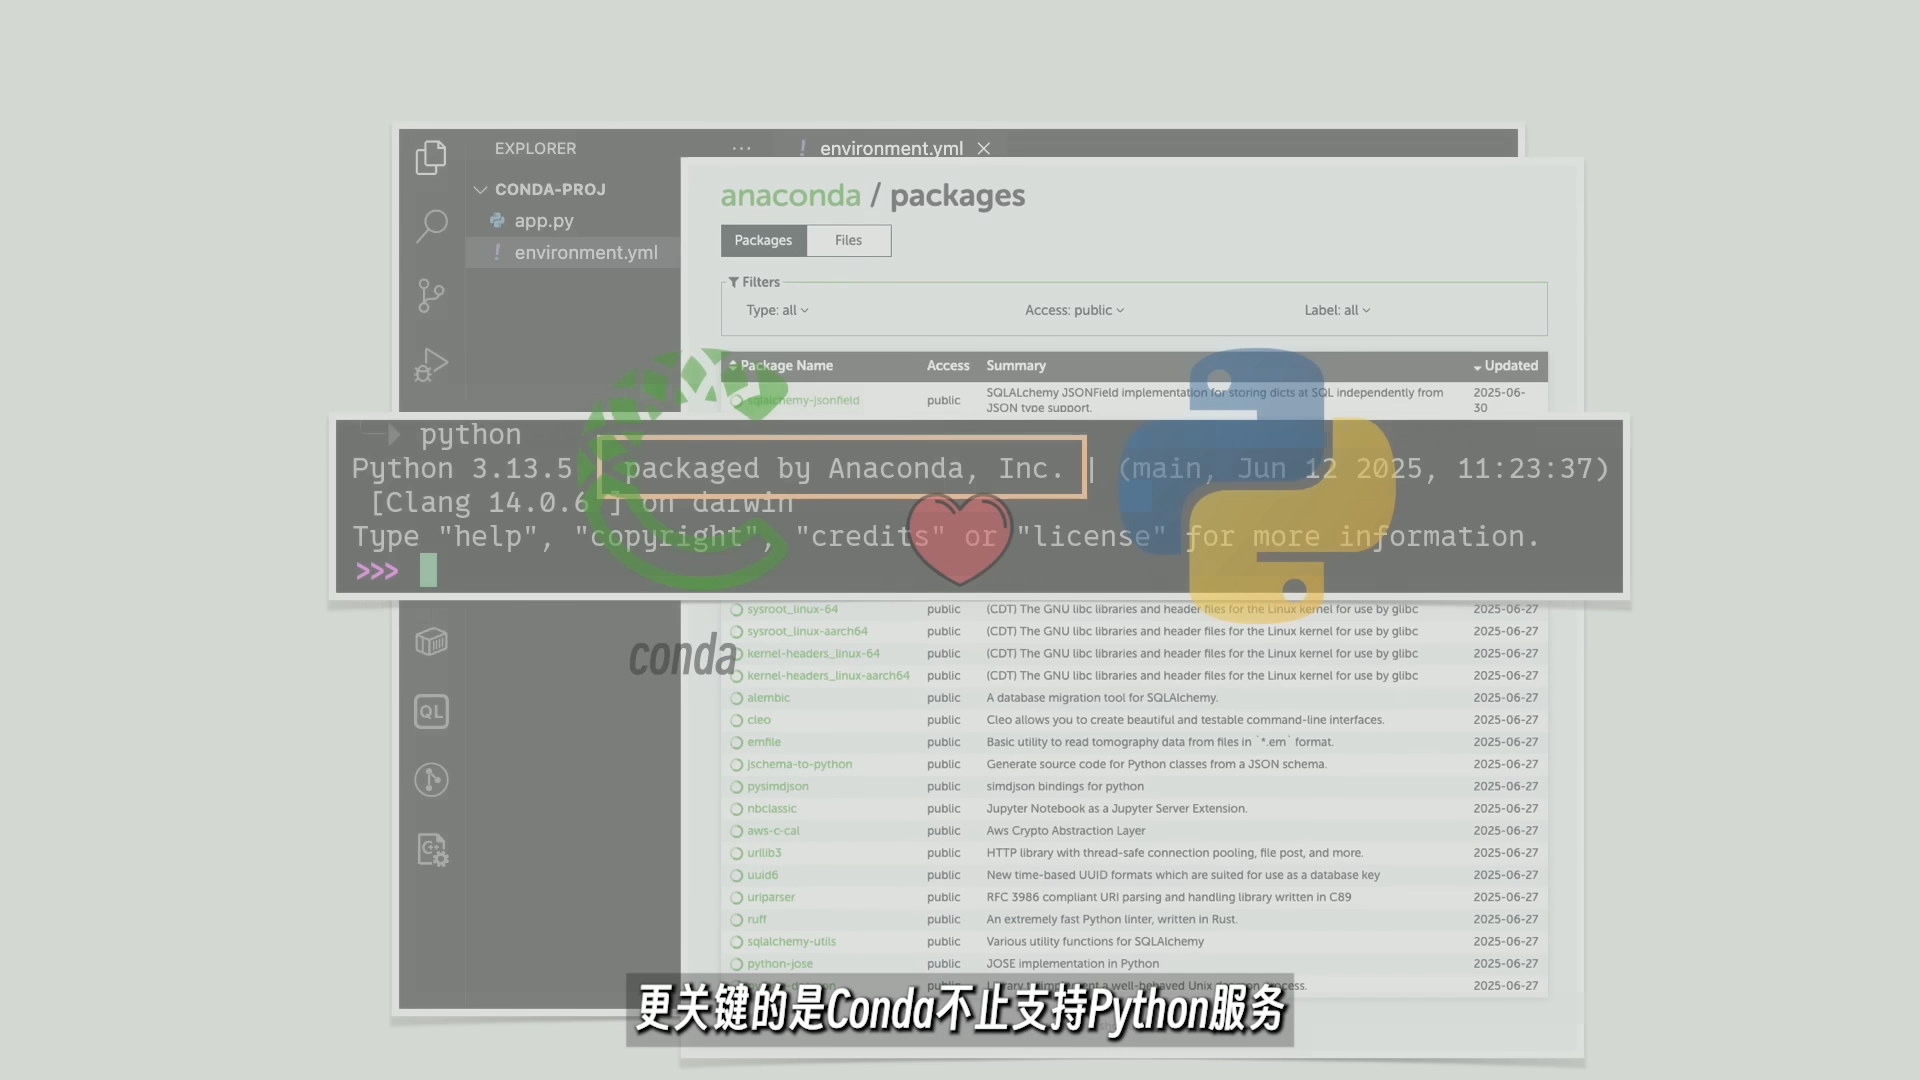 EXPLORER
···
! environment.yml ×
CONDA-PROJ
app.py
! environment.yml
anaconda / packages
Packages
Files
Filters
Type: all
Access: public
Label: all
Package Name Access Summary Updated
sqlalchemy-jsonfield public SQLALchemy JSONField implementation for storing dicts at SQL independently from JSON type support. 2025-06-30
python
Python 3.13.5 | packaged by Anaconda, Inc. | (main, Jun 12 2025, 11:23:37)
[Clang 14.0.6 ] on darwin
Type "help", "copyright", "credits" or "license" for more information.
>>>
conda
sysroot_linux-64 public (CDT) The GNU libc libraries and header files for the Linux kernel for use by glibc 2025-06-27
sysroot_linux-aarch64 public (CDT) The GNU libc libraries and header files for the Linux kernel for use by glibc 2025-06-27
kernel-headers_linux-64 public (CDT) The GNU libc libraries and header files for the Linux kernel for use by glibc 2025-06-27
kernel-headers_linux-aarch64 public (CDT) The GNU libc libraries and header files for the Linux kernel for use by glibc 2025-06-27
alembic public A database migration tool for SQLAlchemy. 2025-06-27
cleo public Cleo allows you to create beautiful and testable command-line interfaces. 2025-06-27
emfile public Basic utility to read tomography data from files in `*.em` format. 2025-06-27
jschema-to-python public Generate source code for Python classes from a JSON schema. 2025-06-27
pysimdjson public simdjson bindings for python 2025-06-27
nbclassic public Jupyter Notebook as a Jupyter Server Extension. 2025-06-27
aws-c-cal public Aws Crypto Abstraction Layer 2025-06-27
urllib3 public HTTP library with thread-safe connection pooling, file post, and more. 2025-06-27
uuid6 public New time-based UUID formats which are suited for use as a database key 2025-06-27
uriparser public RFC 3986 compliant URI parsing and handling library written in C89 2025-06-27
ruff public An extremely fast Python linter, written in Rust. 2025-06-27
sqlalchemy-utils public Various utility functions for SQLAlchemy 2025-06-27
python-jose public JOSE implementation in Python 2025-06-27
public a well-behaved Unix 2025-06-27
QL
更关键的是Conda不止支持Python服务